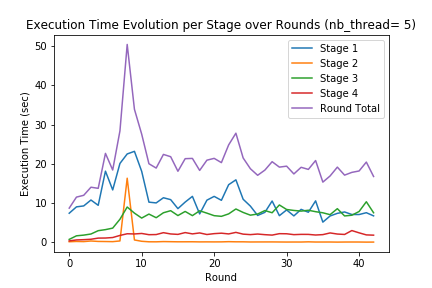 Execution Time Evolution per Stage over Rounds (nb_thread= 5)
Execution Time (sec)
50
40
30
20
10
0
Stage 1
Stage 2
Stage 3
Stage 4
Round Total
0 10 20 30 40
Round